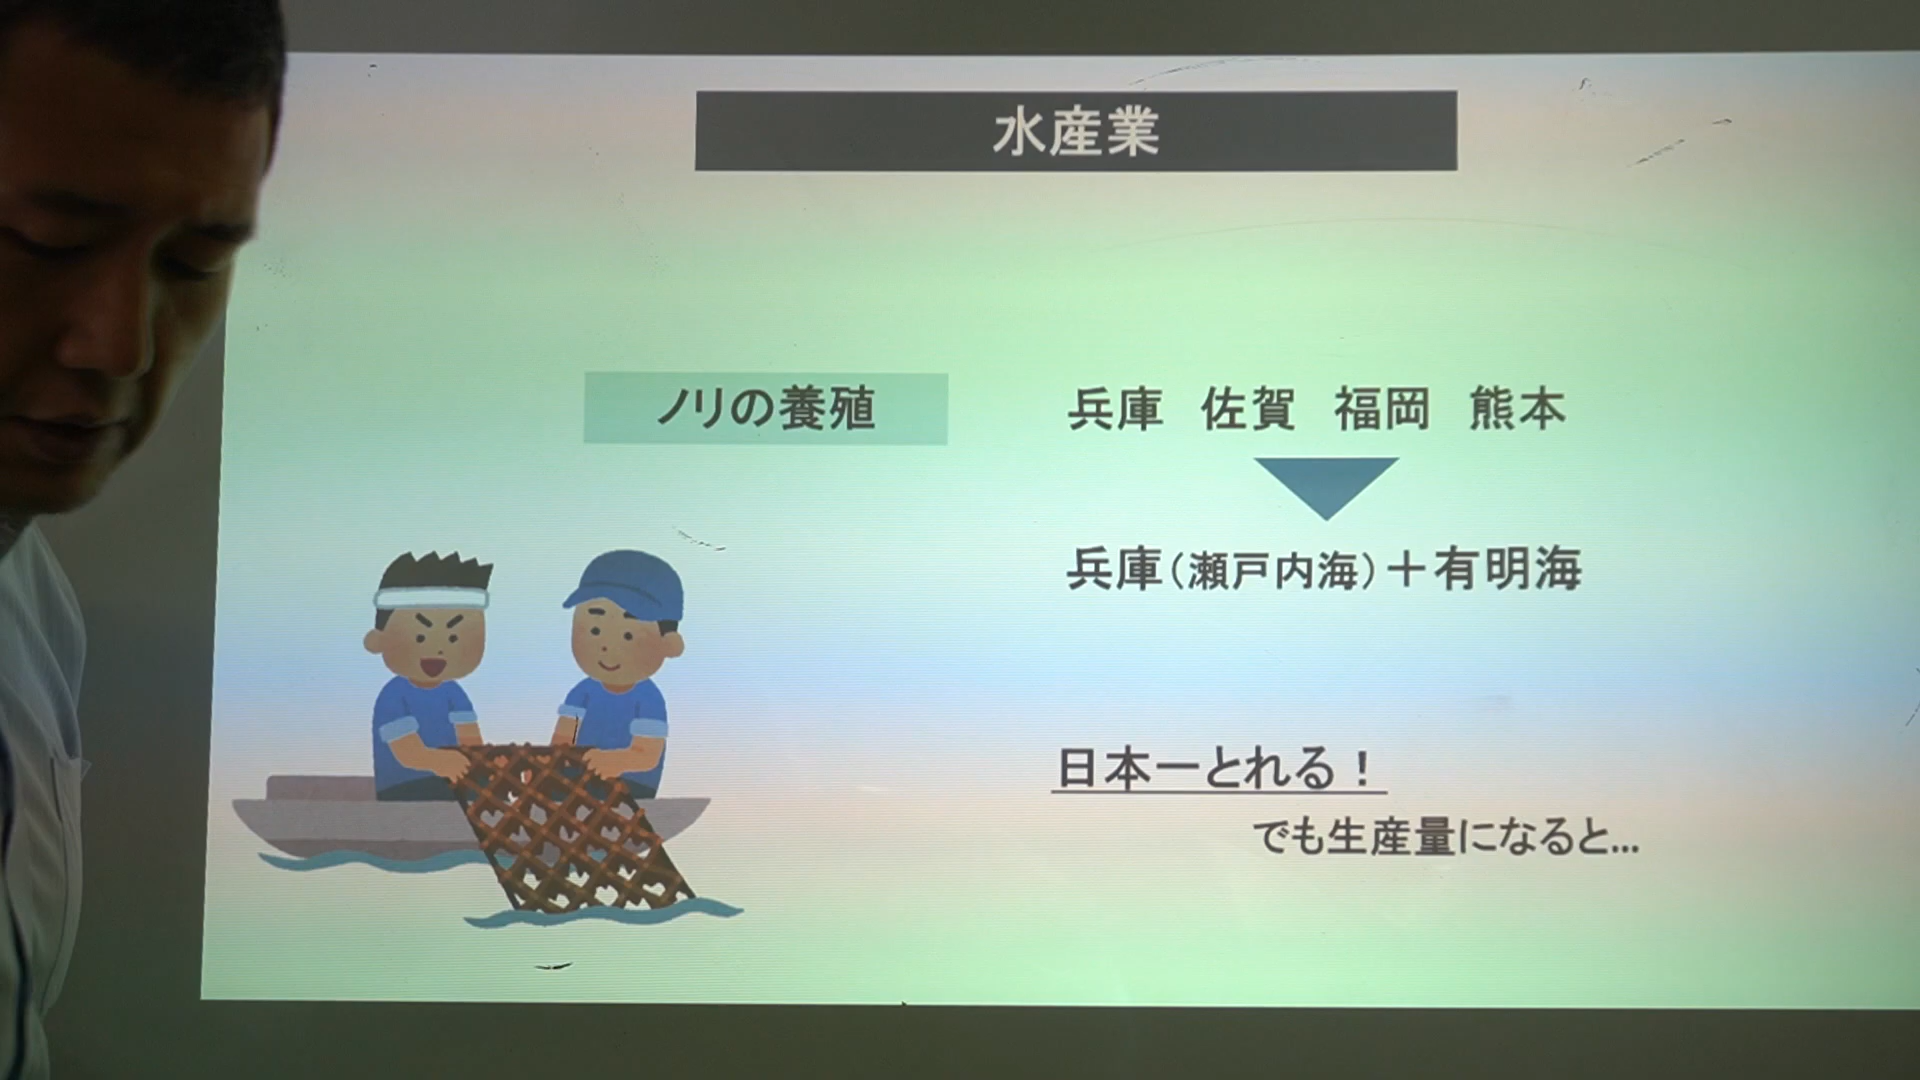 水産業
ノリの養殖
兵庫 佐賀 福岡 熊本
兵庫（瀬戸内海）＋有明海
日本一とれる！
でも生産量になると...